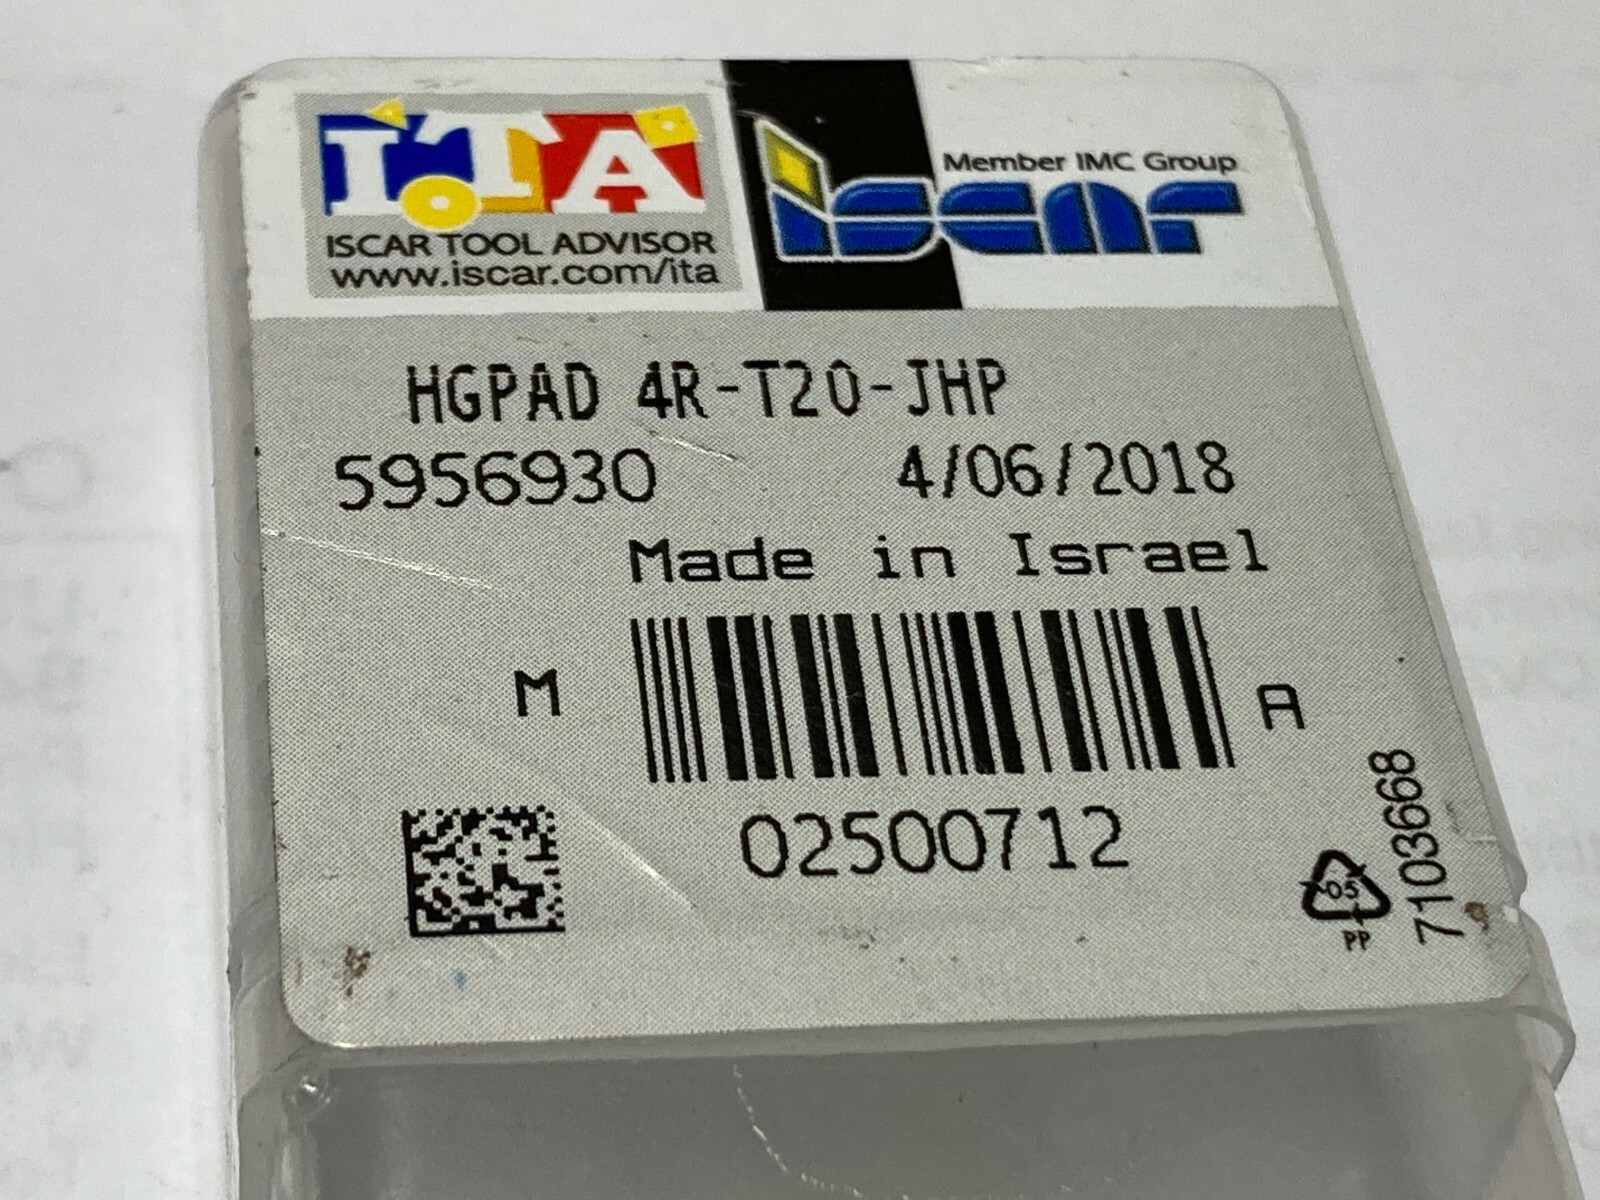 ITA
ISCAR TOOL ADVISOR
www.iscar.com/ita
Member IMC Group
iscar
HGPAD 4R-T20-JHP
5956930 4/06/2018
Made in Israel
M A
02500712
05
PP
7103668